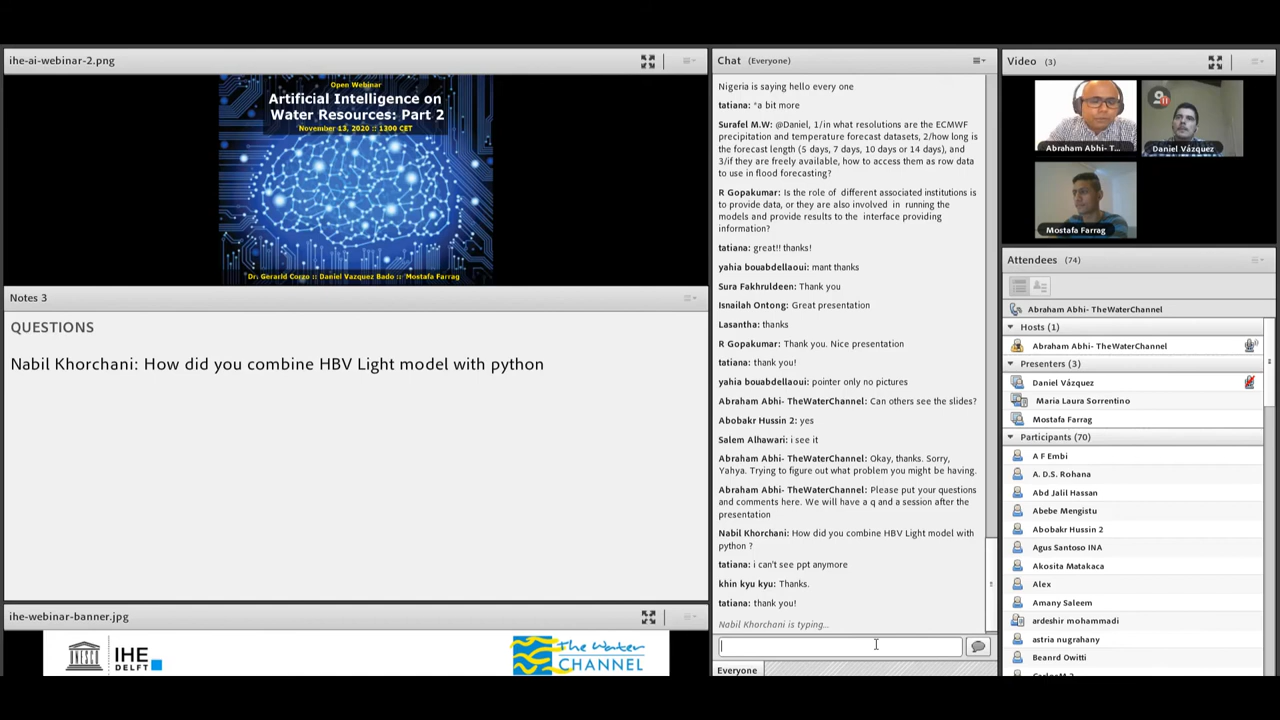 ihe-ai-webinar-2.png
Open Webinar
Artificial Intelligence on
Water Resources: Part 2
November 13, 2020 :: 1300 CET
Dr. Gerarld Corzo :: Daniel Vazquez Bado :: Mostafa Farrag
Notes 3
QUESTIONS
Nabil Khorchani: How did you combine HBV Light model with python
ihe-webinar-banner.jpg
UNESCO
IHE
DELFT
The Water
CHANNEL
Chat (Everyone)
Nigeria is saying hello every one
tatiana: *a bit more
Surafel M.W: @Daniel, 1/in what resolutions are the ECMWF
precipitation and temperature forecast datasets, 2/how long is
the forecast length (5 days, 7 days, 10 days or 14 days), and
3/if they are freely available, how to access them as row data
to use in flood forecasting?
R Gopakumar: Is the role of different associated institutions is
to provide data, or they are also involved in running the
models and provide results to the interface providing
information?
tatiana: great!! thanks!
yahia bouabdellaoui: mant thanks
Sura Fakhruldeen: Thank you
Isnailah Ontong: Great presentation
Lasantha: thanks
R Gopakumar: Thank you. Nice presentation
tatiana: thank you!
yahia bouabdellaoui: pointer only no pictures
Abraham Abhi- TheWaterChannel: Can others see the slides?
Abobakr Hussin 2: yes
Salem Alhawari: i see it
Abraham Abhi- TheWaterChannel: Okay, thanks. Sorry,
Yahya. Trying to figure out what problem you might be having.
Abraham Abhi- TheWaterChannel: Please put your questions
and comments here. We will have a q and a session after the
presentation
Nabil Khorchani: How did you combine HBV Light model with
python ?
tatiana: i can't see ppt anymore
khin kyu kyu: Thanks.
tatiana: thank you!
Nabil Khorchani is typing...
Everyone
Video (3)
Abraham Abhi- T...
Daniel Vázquez
Mostafa Farrag
Attendees (74)
Abraham Abhi- TheWaterChannel
Hosts (1)
Abraham Abhi- TheWaterChannel
Presenters (3)
Daniel Vázquez
Maria Laura Sorrentino
Mostafa Farrag
Participants (70)
A F Embi
A. D.S. Rohana
Abd Jalil Hassan
Abebe Mengistu
Abobakr Hussin 2
Agus Santoso INA
Akosita Matakaca
Alex
Amany Saleem
ardeshir mohammadi
astria nugrahany
Beanrd Owitti